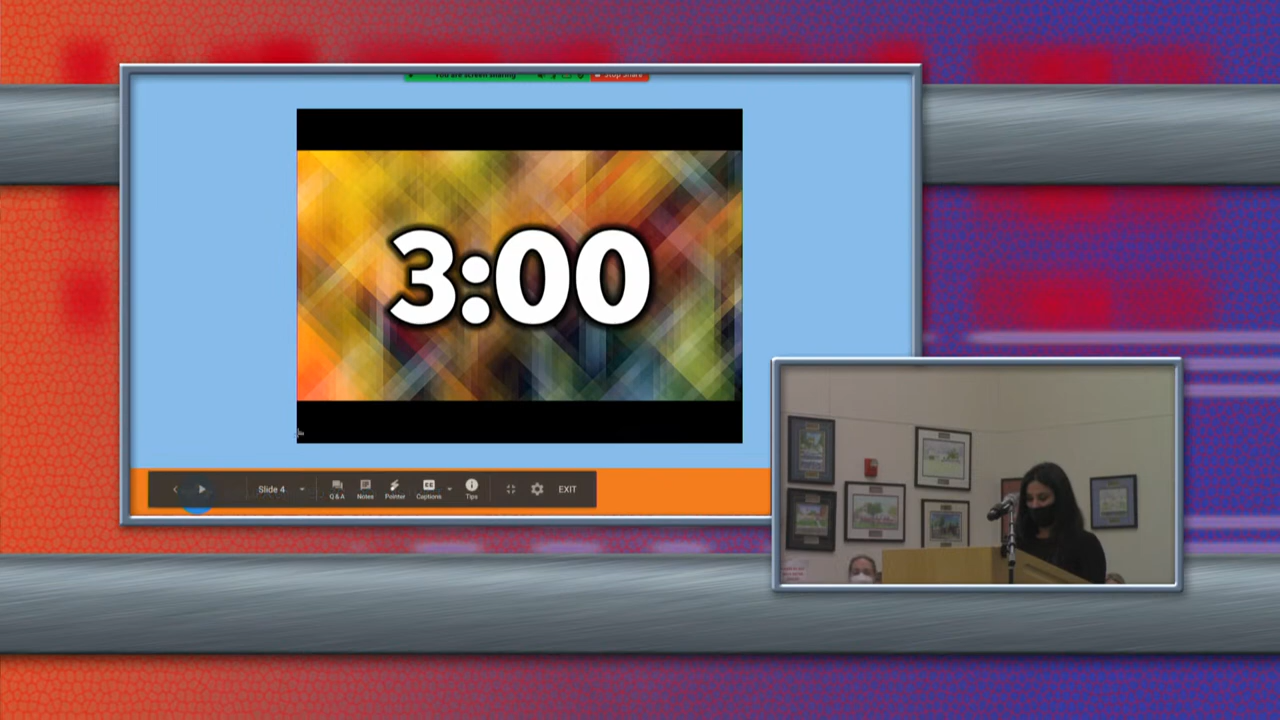 You are screen sharing
Stop Share
3:00
Slide 4
Q & A
Notes
Pointer
Captions
Tips
EXIT